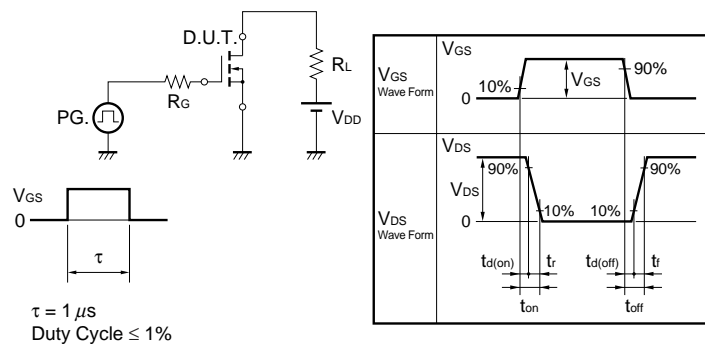 D.U.T.
RL
RG
PG.
VDD
VGS
0
τ
τ = 1 μs
Duty Cycle ≤ 1%
VGS
Wave Form
VGS
10%
VGS
90%
0
VDS
Wave Form
VDS
VDS
90%
90%
10%
10%
0
td(on)
tr
td(off)
tf
ton
toff